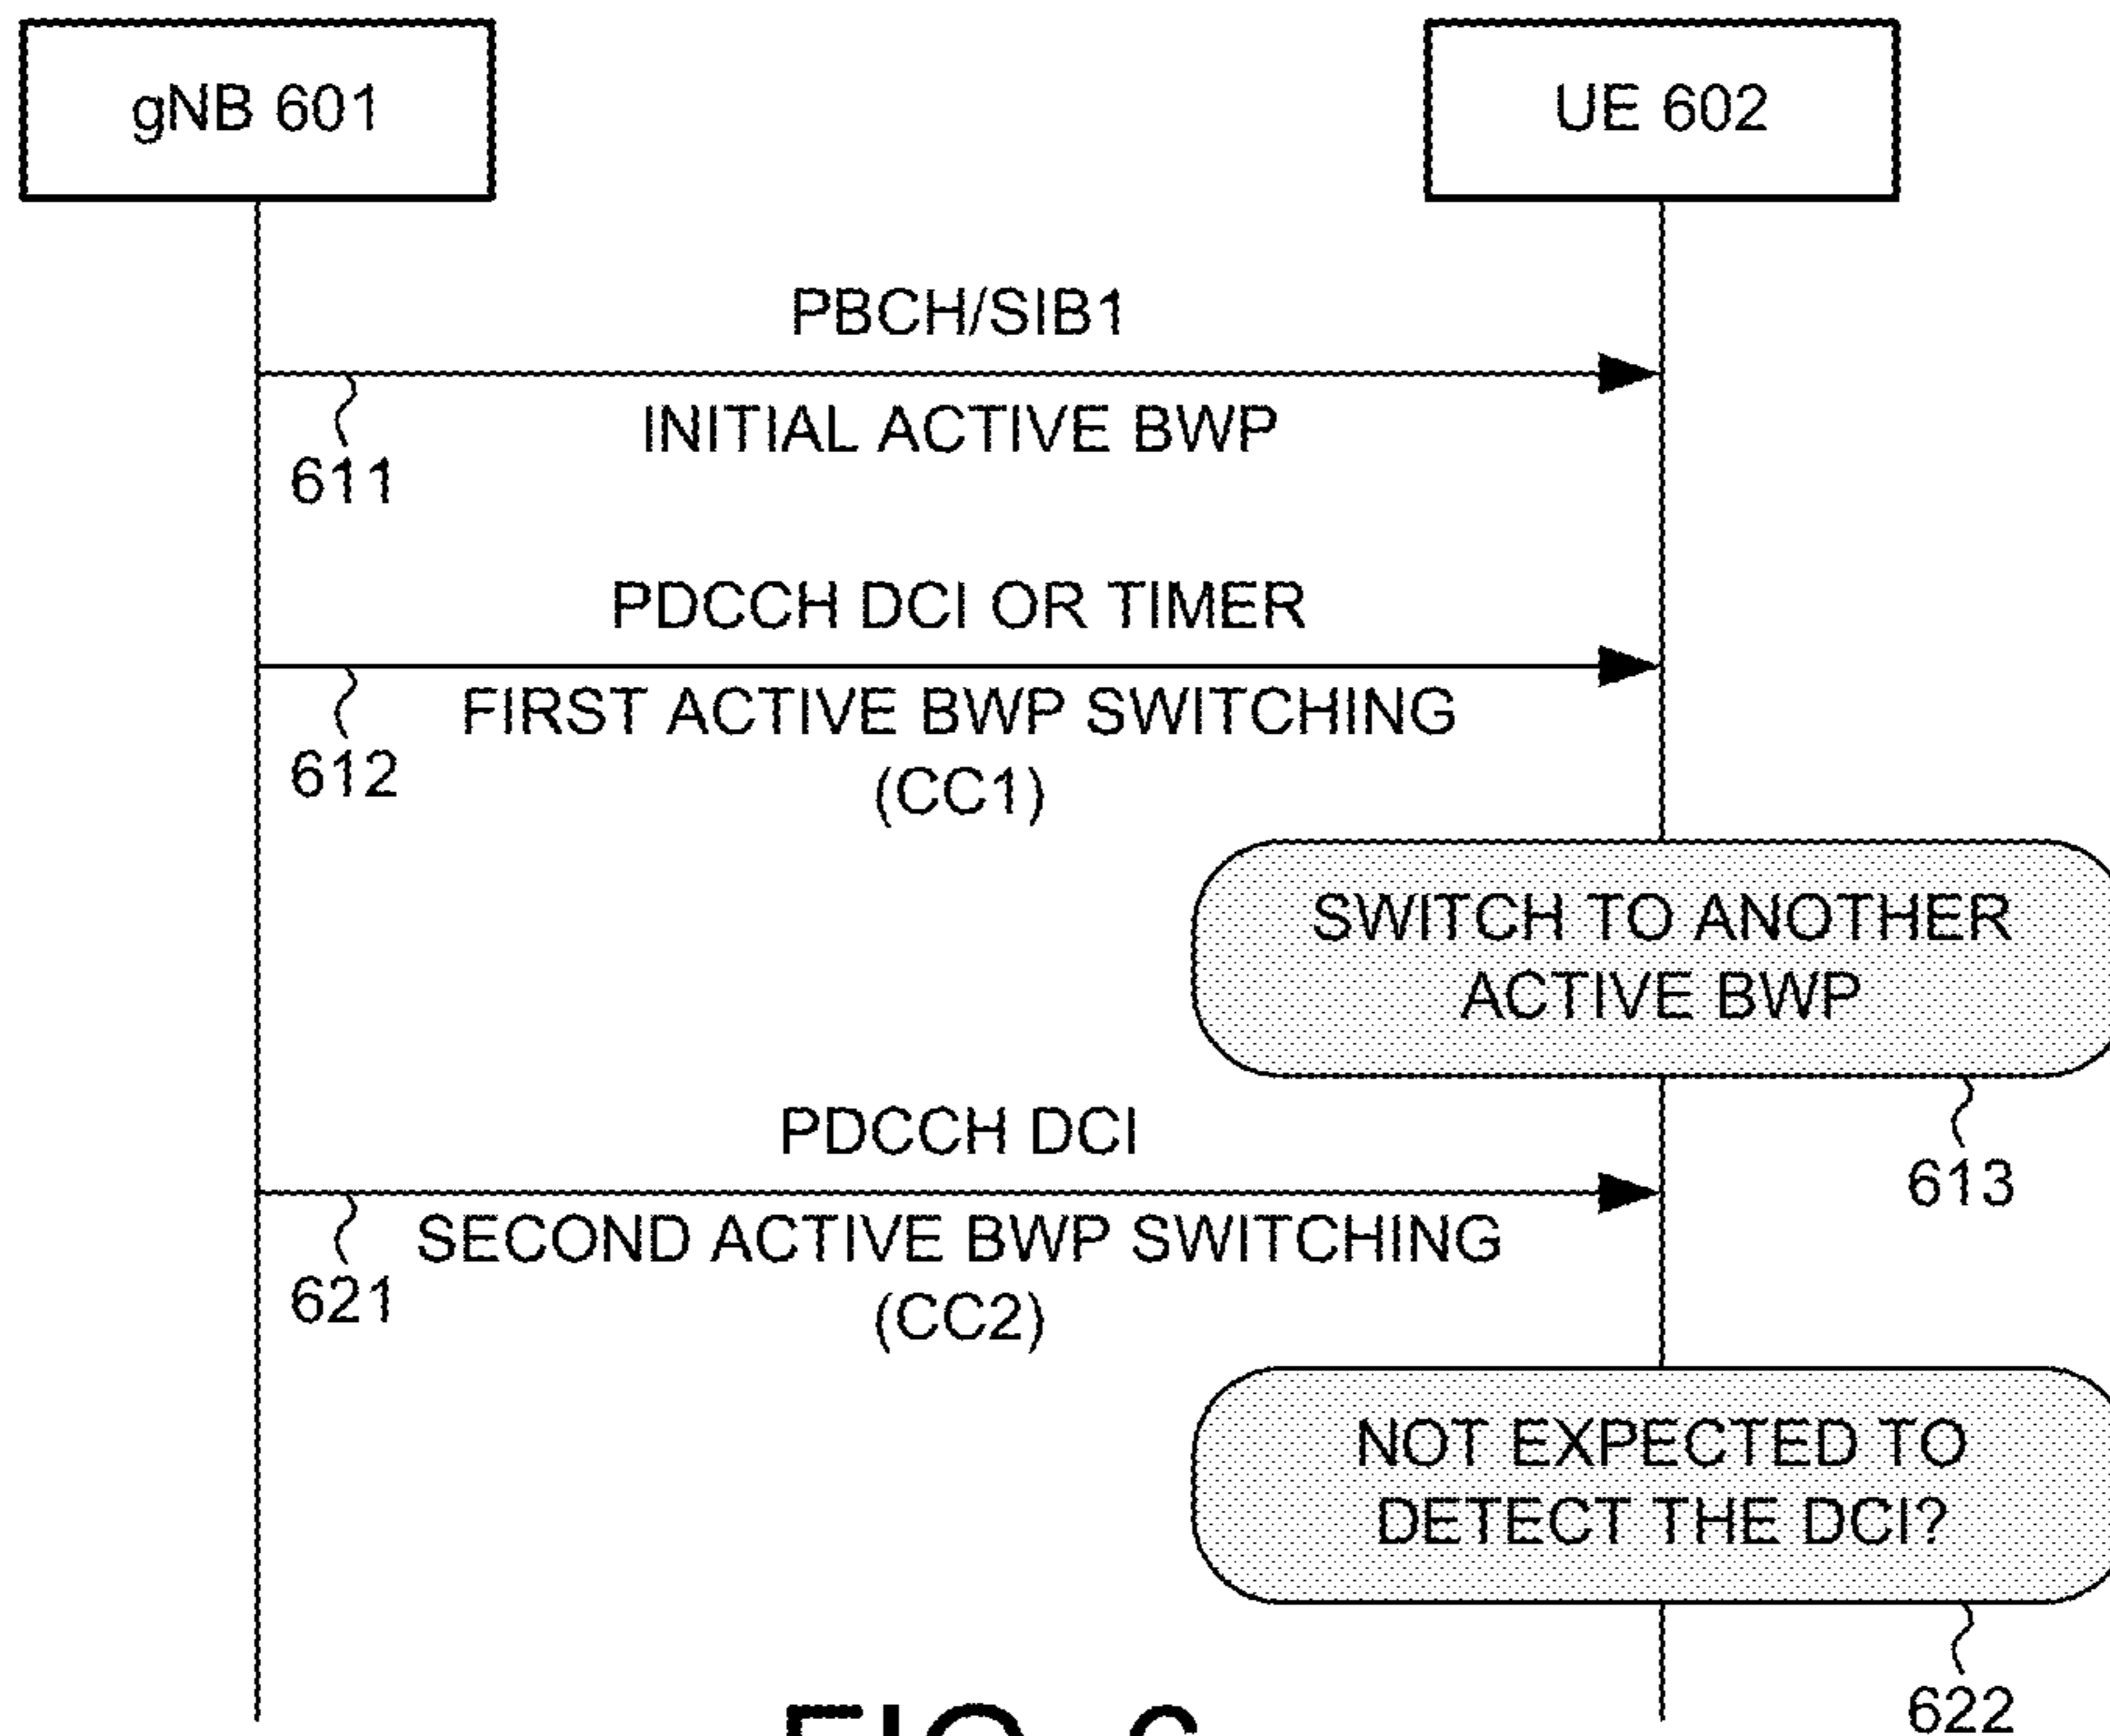 gNB 601
UE 602
PBCH/SIB1
INITIAL ACTIVE BWP
611
PDCCH DCI OR TIMER
FIRST ACTIVE BWP SWITCHING
(CC1)
612
SWITCH TO ANOTHER
ACTIVE BWP
613
PDCCH DCI
SECOND ACTIVE BWP SWITCHING
(CC2)
621
NOT EXPECTED TO
DETECT THE DCI?
622